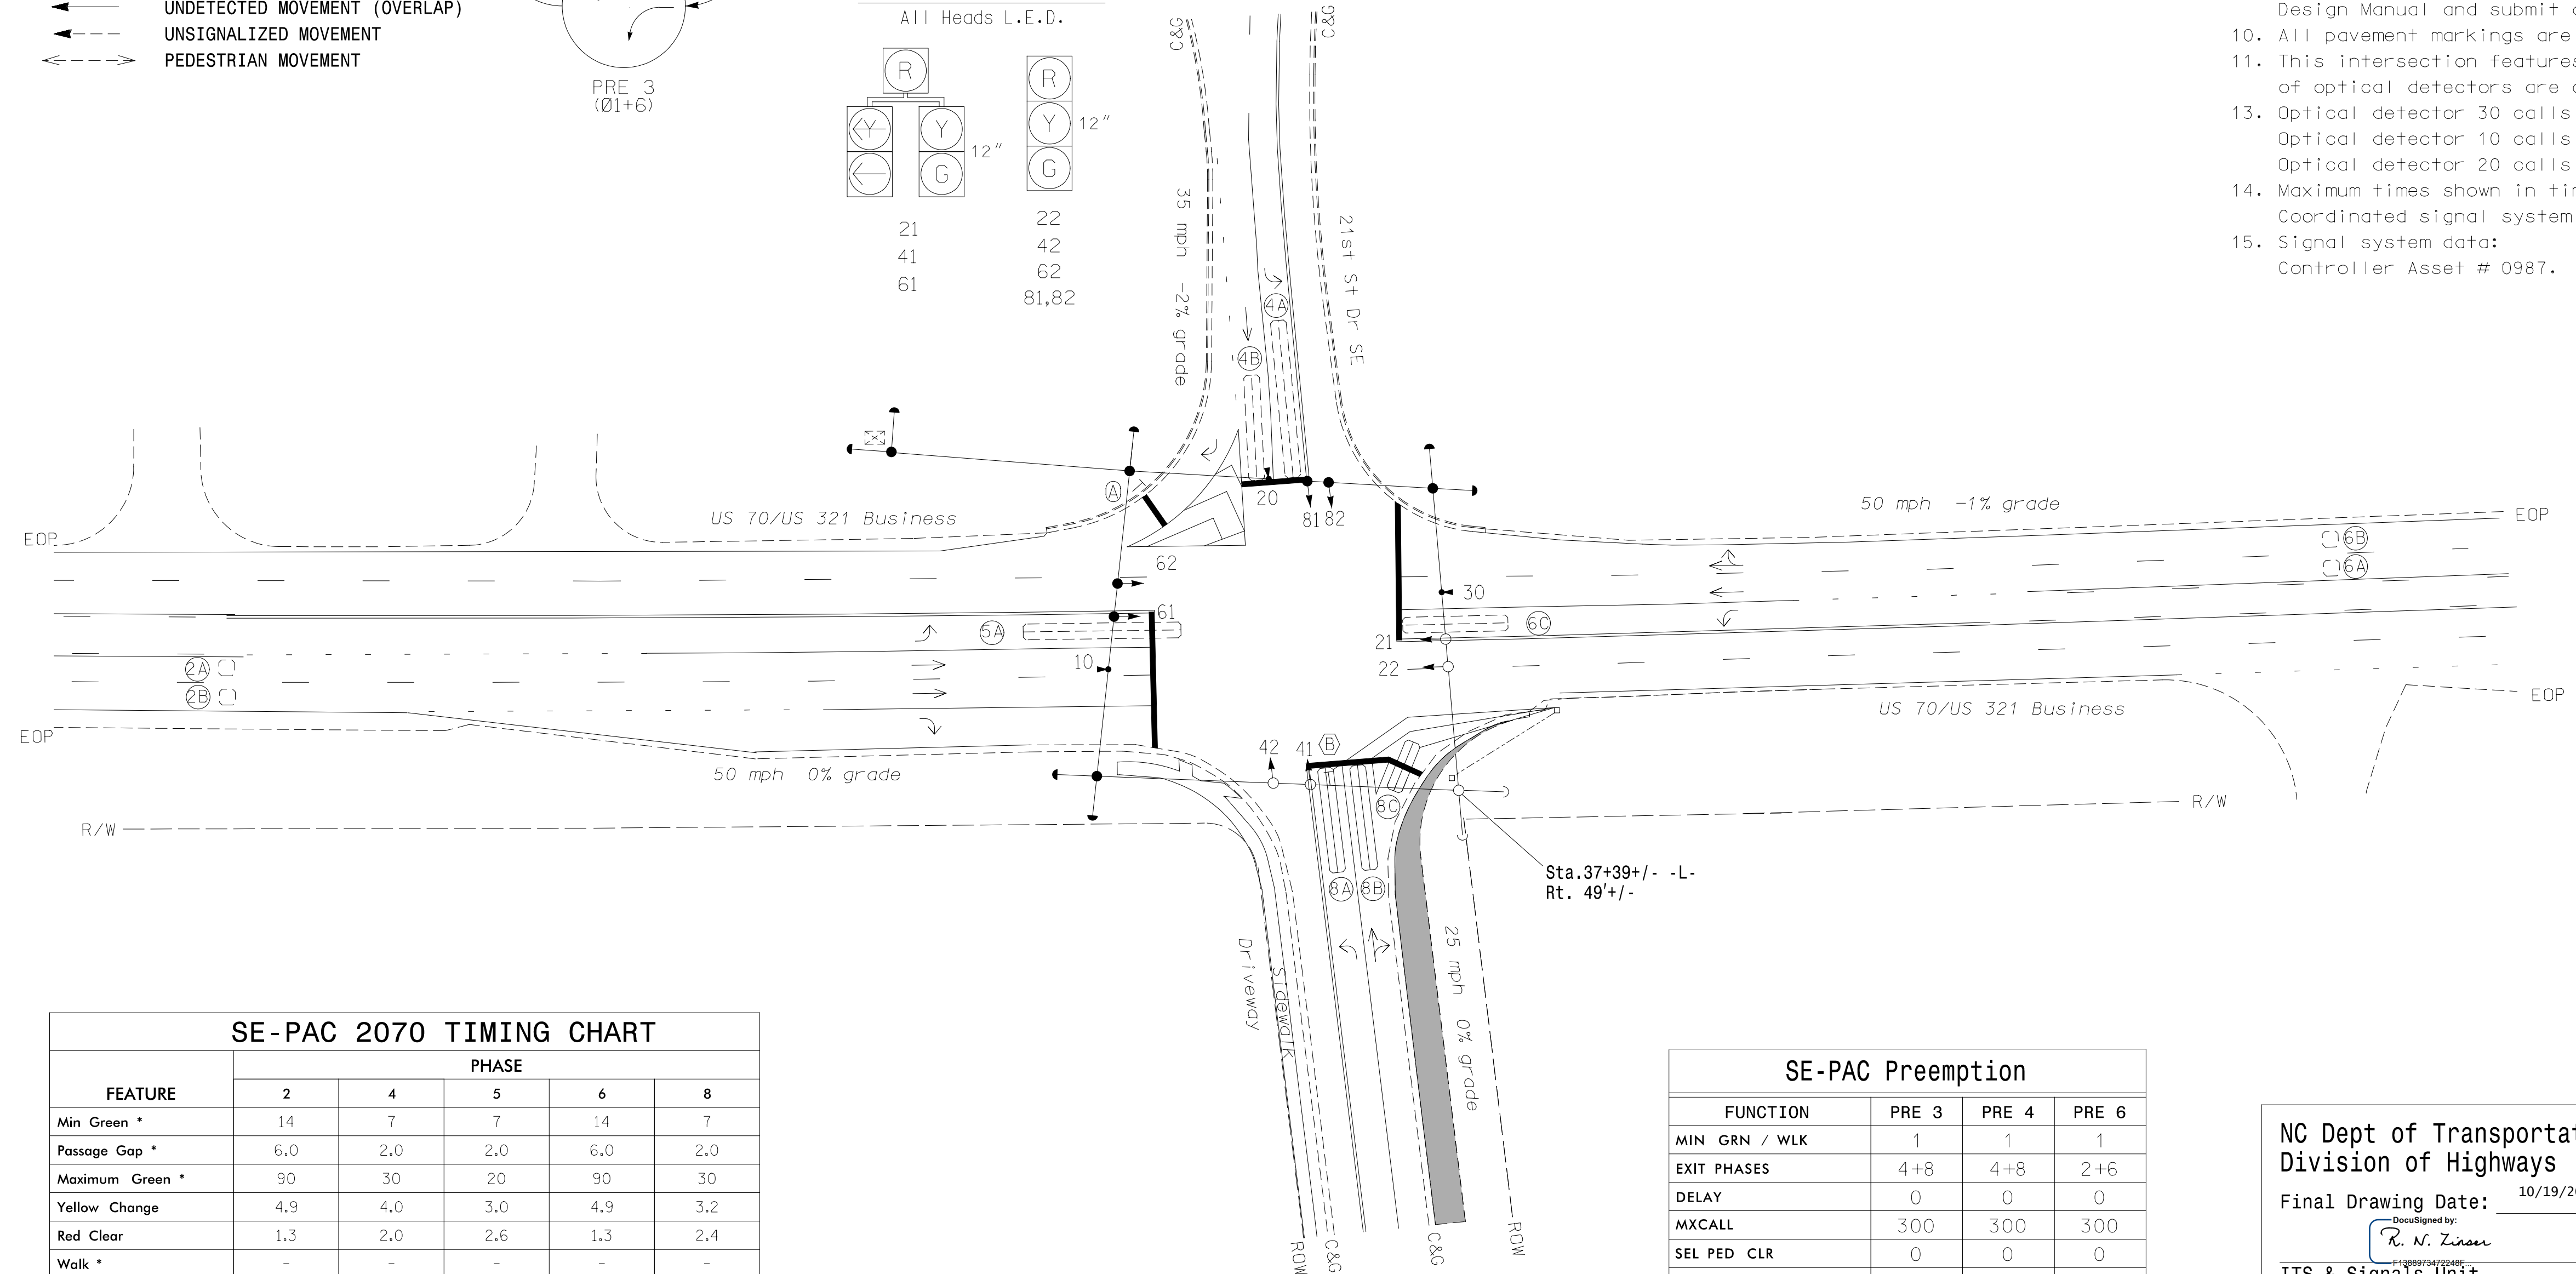 UNDETECTED MOVEMENT (OVERLAP)
UNSIGNALIZED MOVEMENT
PEDESTRIAN MOVEMENT
PRE 3
(Ø1+6)
All Heads L.E.D.
R
Y
Y
G
12"
21
41
61
R
Y
G
12"
22
42
62
81,82
Design Manual and submit
10. All pavement markings are
11. This intersection features
of optical detectors are
13. Optical detector 30 calls
Optical detector 10 calls
Optical detector 20 calls
14. Maximum times shown in
Coordinated signal system
15. Signal system data:
Controller Asset # 0987.
C&G
C&G
35 mph -2% grade
21st St Dr SE
4A
4B
A
20
81 82
62
61
US 70/US 321 Business
EOP
50 mph -1% grade
EOP
6B
6A
30
6C
5A
21
22
10
2A
2B
EOP
50 mph 0% grade
US 70/US 321 Business
EOP
42
41
B
8C
8A
8B
R/W
R/W
Sta.37+39+/- -L-
Rt. 49'+/-
Driveway
Sidewalk
25 mph 0% grade
ROW
C&G
C&G
ROW
SE-PAC 2070 TIMING CHART
PHASE
FEATURE 2 4 5 6 8
Min Green * 14 7 7 14 7
Passage Gap * 6.0 2.0 2.0 6.0 2.0
Maximum Green * 90 30 20 90 30
Yellow Change 4.9 4.0 3.0 4.9 3.2
Red Clear 1.3 2.0 2.6 1.3 2.4
Walk * - - - - -
SE-PAC Preemption
FUNCTION PRE 3 PRE 4 PRE 6
MIN GRN / WLK 1 1 1
EXIT PHASES 4+8 4+8 2+6
DELAY 0 0 0
MXCALL 300 300 300
SEL PED CLR 0 0 0
NC Dept of
Division of Highways
Final Drawing Date: 10/19/
DocuSigned by:
R. N. Zinser
F1388973472248F...
ITS & Signals Unit